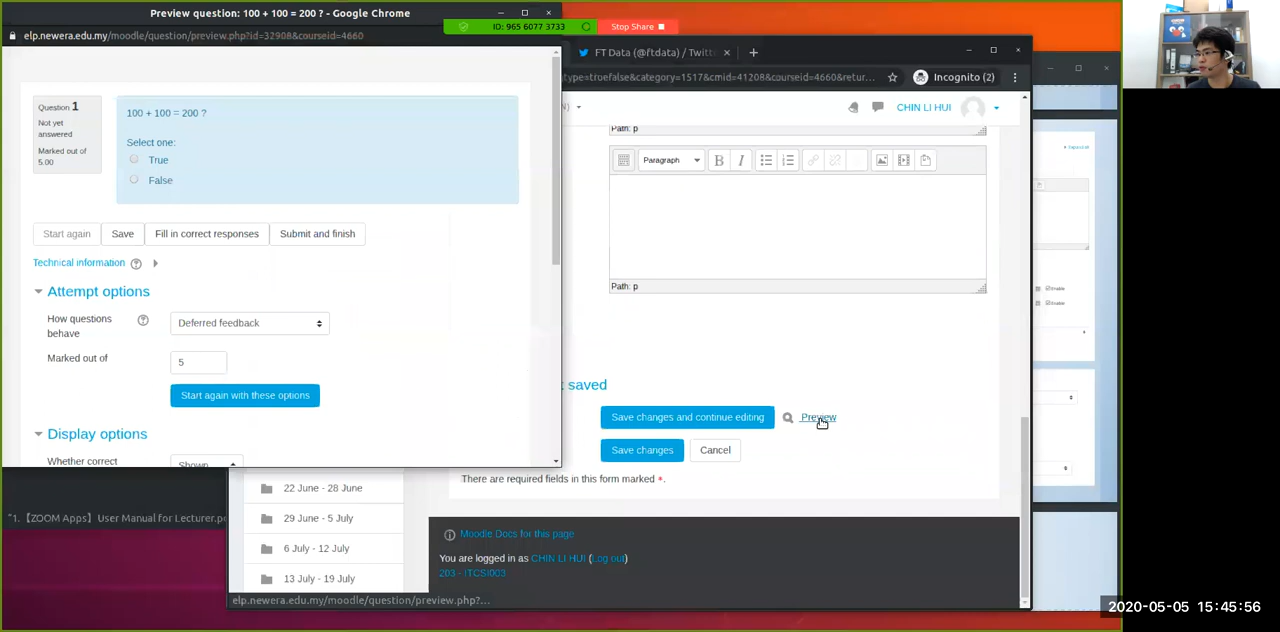 Preview question: 100 + 100 = 200 ? - Google Chrome
elp.newera.edu.my/moodle/question/preview.php?id=32908&courseid=4660
ID: 965 6077 3733
Stop Share
Question 1
Not yet
answered
Marked out of
5.00
100 + 100 = 200 ?
Select one:
True
False
Start again
Save
Fill in correct responses
Submit and finish
Technical information
Attempt options
How questions
behave
Deferred feedback
Marked out of
5
Start again with these options
Display options
Whether correct
Shown
FT Data (@ftdata) / Twitt
type=truefalse&category=1517&cmid=41208&courseid=4660&retur...
Incognito (2)
CHIN LI HUI
Path: p
Paragraph
B
I
Path: p
saved
Save changes and continue editing
Preview
Save changes
Cancel
There are required fields in this form marked *.
22 June - 28 June
29 June - 5 July
6 July - 12 July
13 July - 19 July
Moodle Docs for this page
You are logged in as CHIN LI HUI (Log out)
203 - ITCSI003
elp.newera.edu.my/moodle/question/preview.php?...
"1.【ZOOM Apps】User Manual for Lecturer.p
Expand all
Enable
Enable
2020-05-05 15:45:56